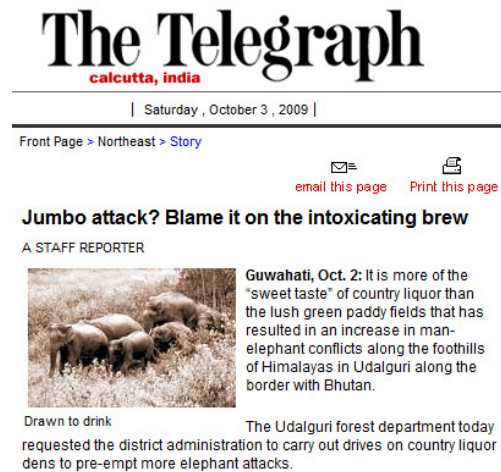 The Telegraph
calcutta, india
| Saturday , October 3 , 2009 |
Front Page > Northeast > Story
email this page Print this page
Jumbo attack? Blame it on the intoxicating brew
A STAFF REPORTER
Guwahati, Oct. 2: It is more of the
“sweet taste” of country liquor than
the lush green paddy fields that has
resulted in an increase in man-
elephant conflicts along the foothills
of Himalayas in Udalguri along the
border with Bhutan.
Drawn to drink
The Udalguri forest department today
requested the district administration to carry out drives on country liquor
dens to pre-empt more elephant attacks.